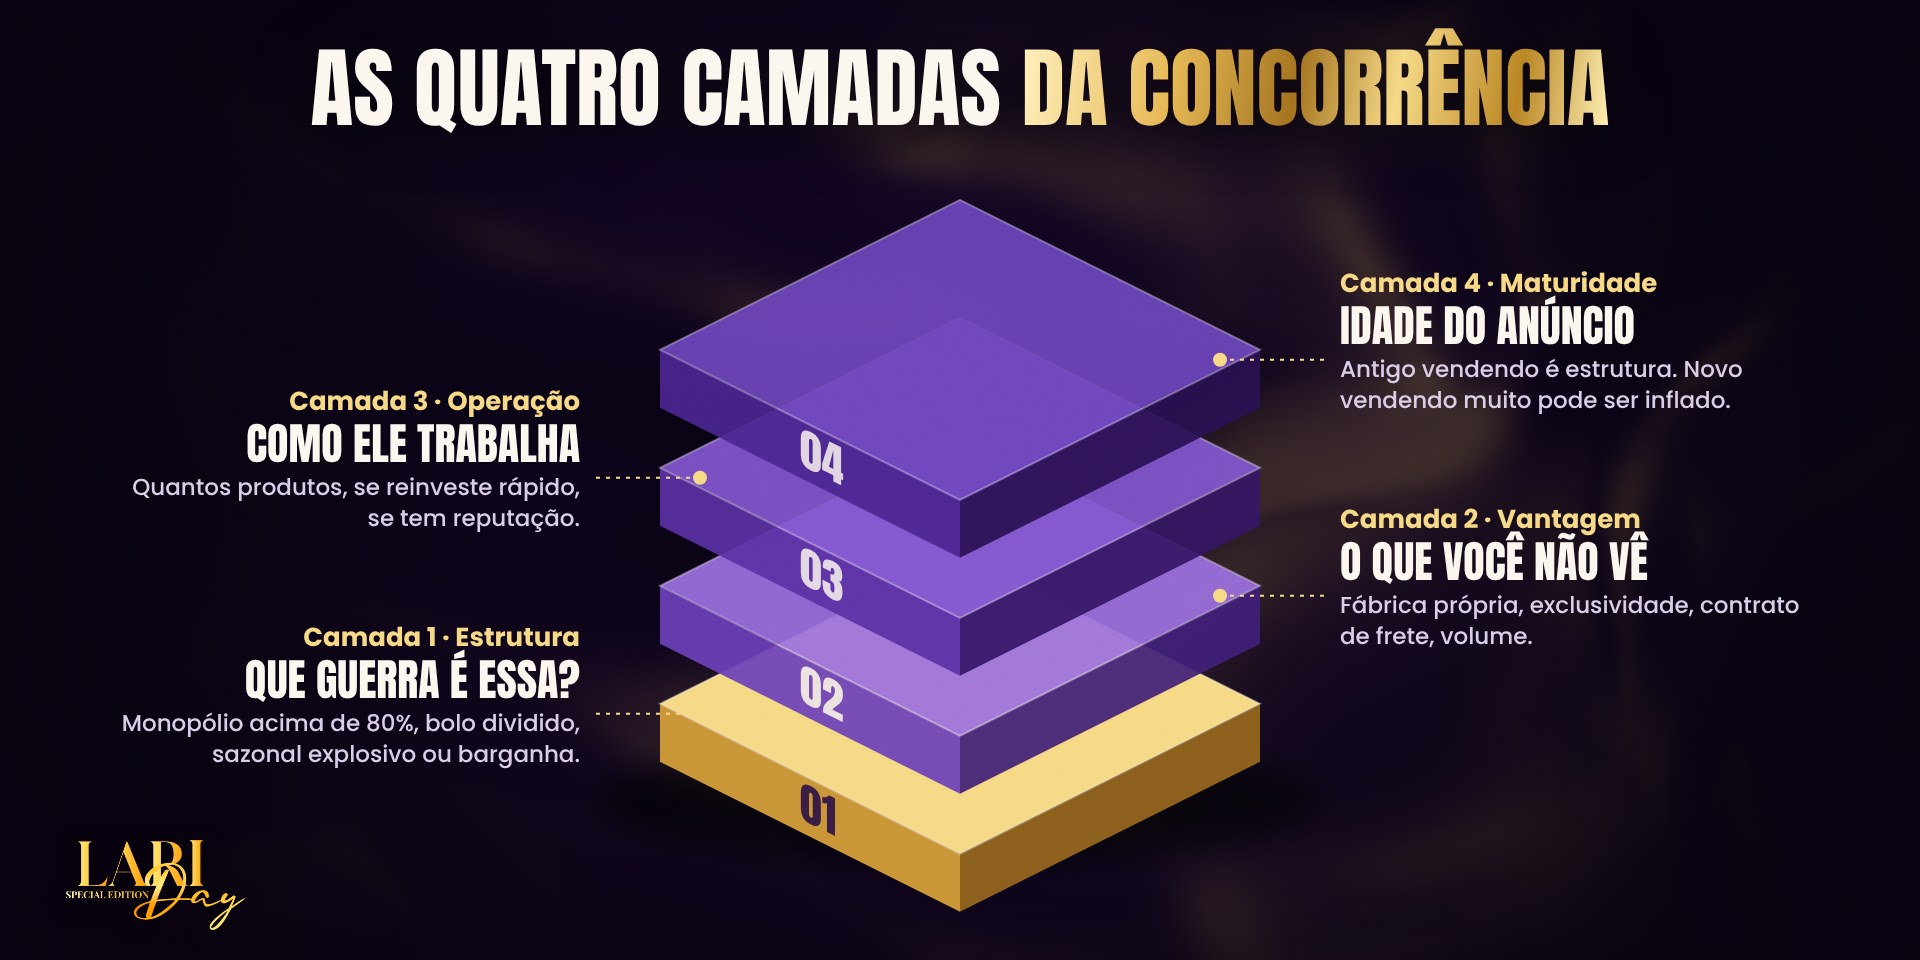 AS QUATRO CAMADAS DA CONCORRÊNCIA
Camada 4 · Maturidade
IDADE DO ANÚNCIO
Antigo vendendo é estrutura. Novo
vendendo muito pode ser inflado.
Camada 3 · Operação
COMO ELE TRABALHA
Quantos produtos, se reinveste rápido,
se tem reputação.
Camada 2 · Vantagem
O QUE VOCÊ NÃO VÊ
Fábrica própria, exclusividade, contrato
de frete, volume.
Camada 1 · Estrutura
QUE GUERRA É ESSA?
Monopólio acima de 80%, bolo dividido,
sazonal explosivo ou barganha.
04
03
02
01
LABI
SPECIAL EDITION
Day